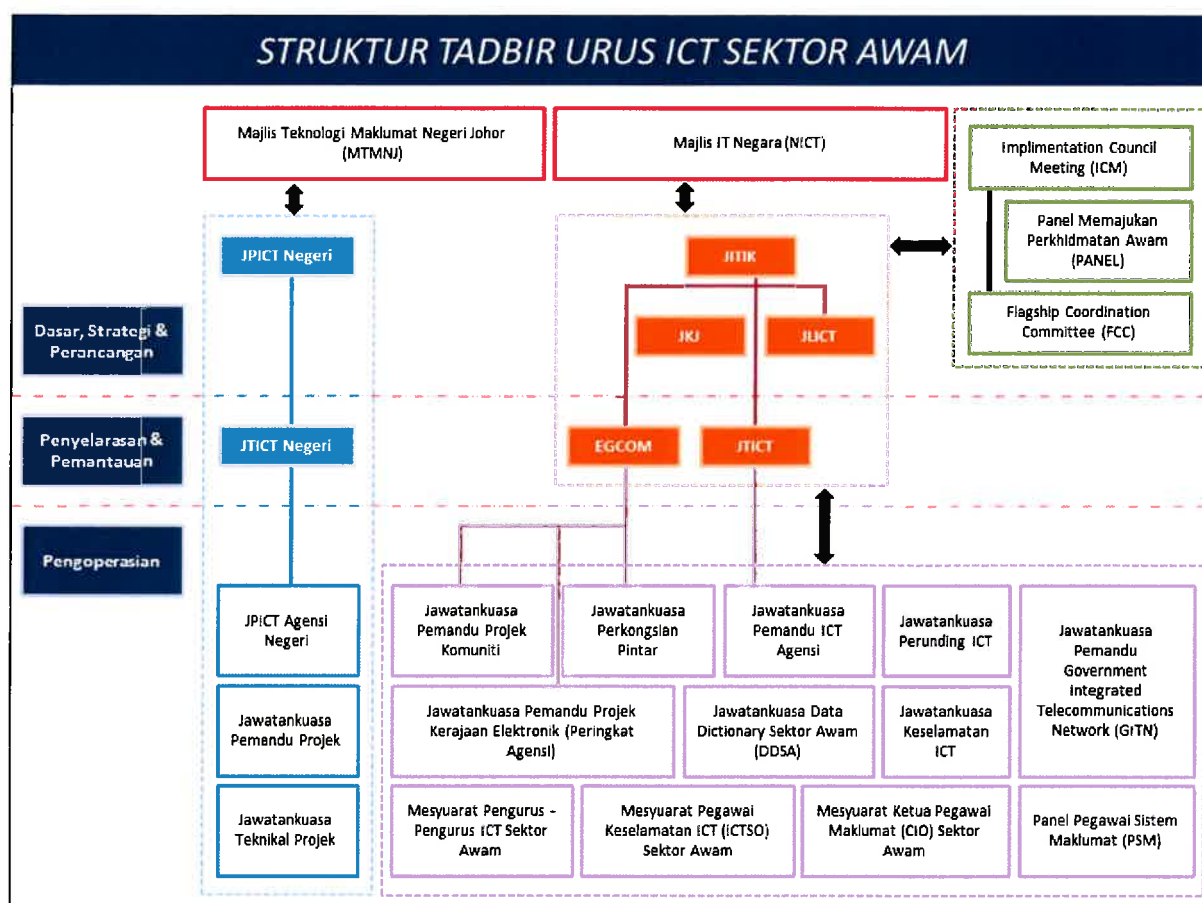 STRUKTUR TADBIR URUS ICT SEKTOR AWAM
Majlis Teknologi Maklumat Negeri Johor
(MTMNJ)
Majlis IT Negara (NICT)
Implimentation Council
Meeting (ICM)
Panel Memajukan
Perkhidmatan Awam
(PANEL)
Flagship Coordination
Committee (FCC)
JPICT Negeri
JITIK
Dasar, Strategi &
Perancangan
JKJ
JLICT
Penyelarasan &
Pemantauan
JTICT Negeri
EGCOM
JTICT
Pengoperasian
JPICT Agensi
Negeri
Jawatankuasa
Pemandu Projek
Komuniti
Jawatankuasa
Perkongsian
Pintar
Jawatankuasa
Pemandu ICT
Agensi
Jawatankuasa
Perunding ICT
Jawatankuasa
Pemandu
Government
Integrated
Telecommunications
Network (GITN)
Jawatankuasa
Pemandu Projek
Jawatankuasa Pemandu Projek
Kerajaan Elektronik (Peringkat
Agensi)
Jawatankuasa Data
Dictionary Sektor Awam
(DDSA)
Jawatankuasa
Keselamatan
ICT
Jawatankuasa
Teknikal Projek
Mesyuarat Pengurus -
Pengurus ICT Sektor
Awam
Mesyuarat Pegawai
Keselamatan ICT (ICTSO)
Sektor Awam
Mesyuarat Ketua Pegawai
Maklumat (CIO) Sektor
Awam
Panel Pegawai Sistem
Maklumat (PSM)